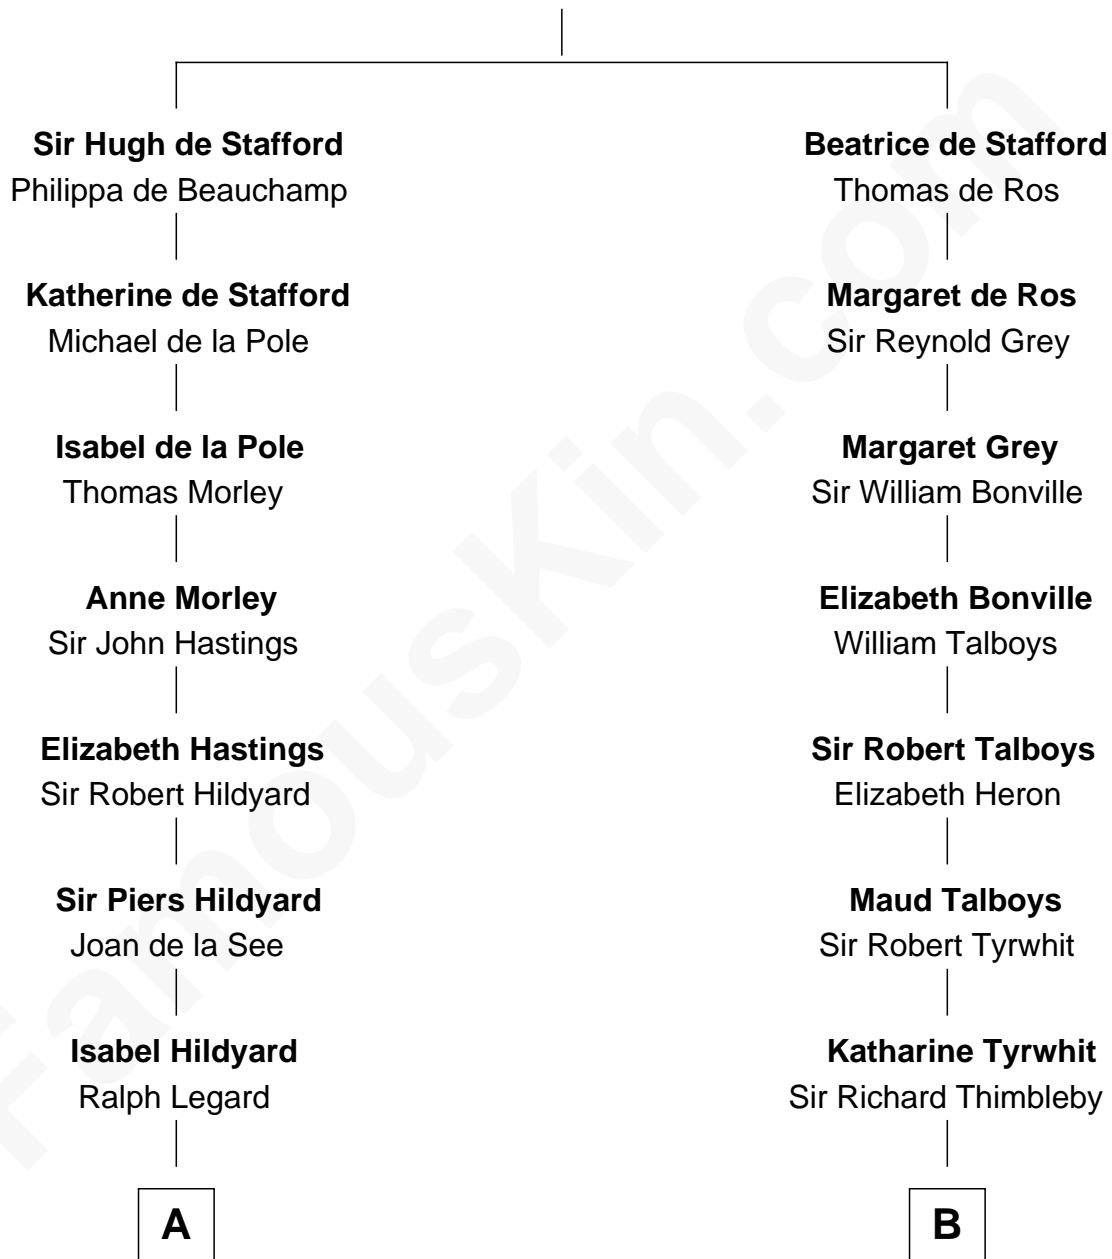 Sir Hugh de Stafford
Philippa de Beauchamp
Katherine de Stafford
Michael de la Pole
Isabel de la Pole
Thomas Morley
Anne Morley
Sir John Hastings
Elizabeth Hastings
Sir Robert Hildyard
Sir Piers Hildyard
Joan de la See
Isabel Hildyard
Ralph Legard
A
Beatrice de Stafford
Thomas de Ros
Margaret de Ros
Sir Reynold Grey
Margaret Grey
Sir William Bonville
Elizabeth Bonville
William Talboys
Sir Robert Talboys
Elizabeth Heron
Maud Talboys
Sir Robert Tyrwhit
Katharine Tyrwhit
Sir Richard Thimbleby
B
FamousKin.com